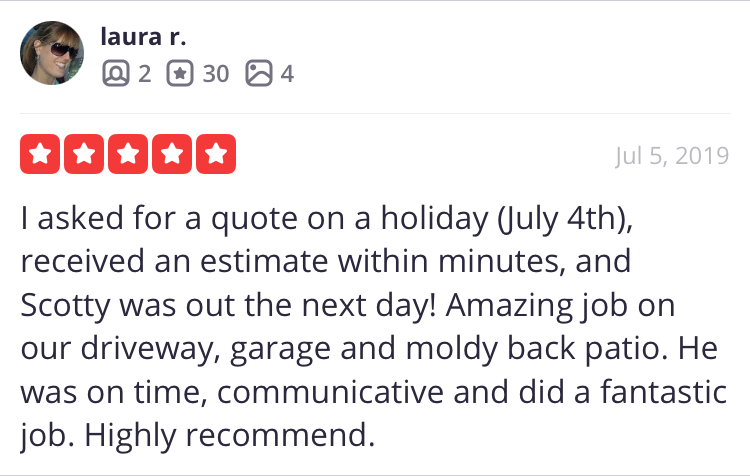 laura r.
2 30 4
Jul 5, 2019
I asked for a quote on a holiday (July 4th),
received an estimate within minutes, and
Scotty was out the next day! Amazing job on
our driveway, garage and moldy back patio. He
was on time, communicative and did a fantastic
job. Highly recommend.